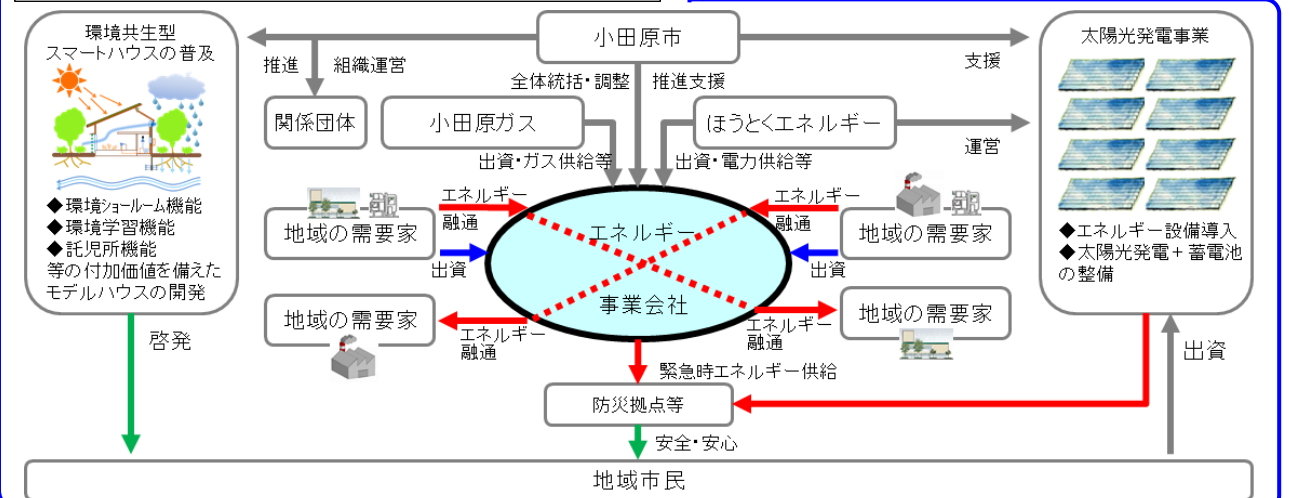 環境共生型
スマートハウスの普及
小田原市
太陽光発電事業
推進
組織運営
全体統括・調整
推進支援
支援
関係団体
小田原ガス
ほうとくエネルギー
運営
出資・ガス供給等
出資・電力供給等
◆環境ショールーム機能
◆環境学習機能
◆託児所機能
等の付加価値を備えた
モデルハウスの開発
エネルギー
融通
地域の需要家
出資
エネルギー
融通
地域の需要家
出資
エネルギー
事業会社
◆エネルギー設備導入
◆太陽光発電+蓄電池
の整備
地域の需要家
エネルギー
融通
エネルギー
融通
地域の需要家
啓発
緊急時エネルギー供給
出資
防災拠点等
安全・安心
地域市民